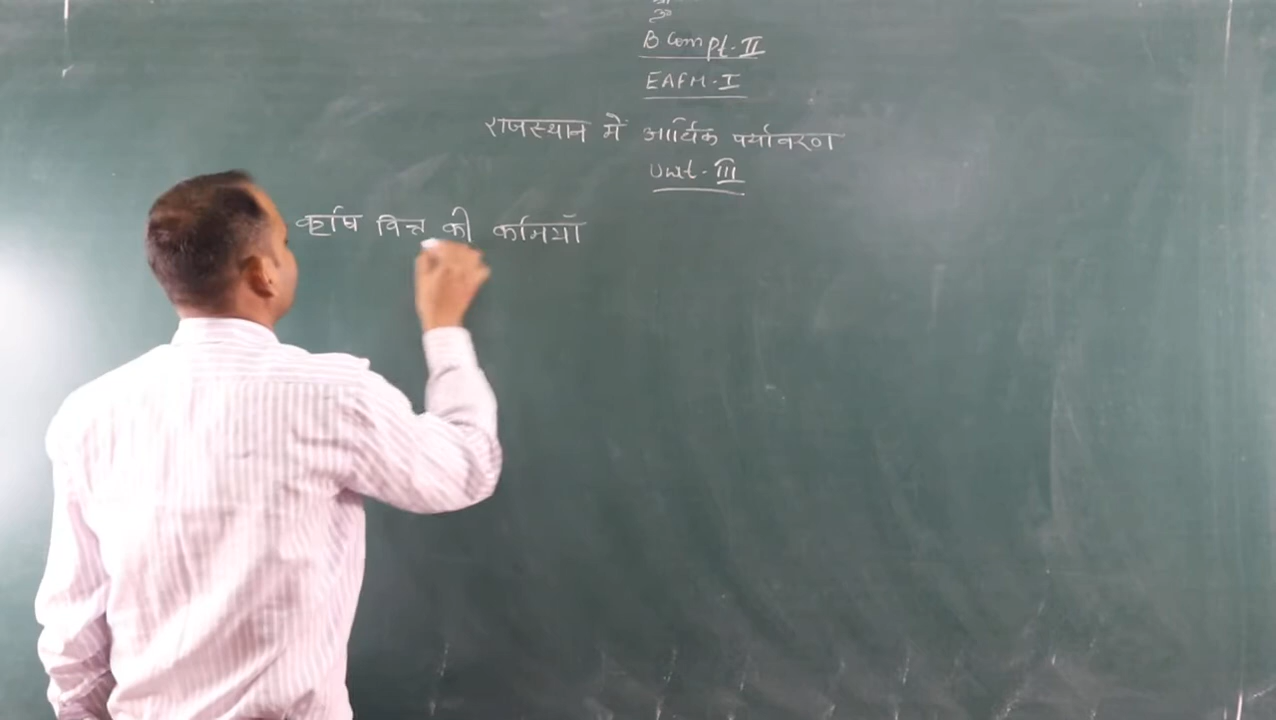 B Com Pt-II
EAFM-I
राजस्थान में आर्थिक पर्यावरण
Unit-III
कृषि वित्त की कमियाँ